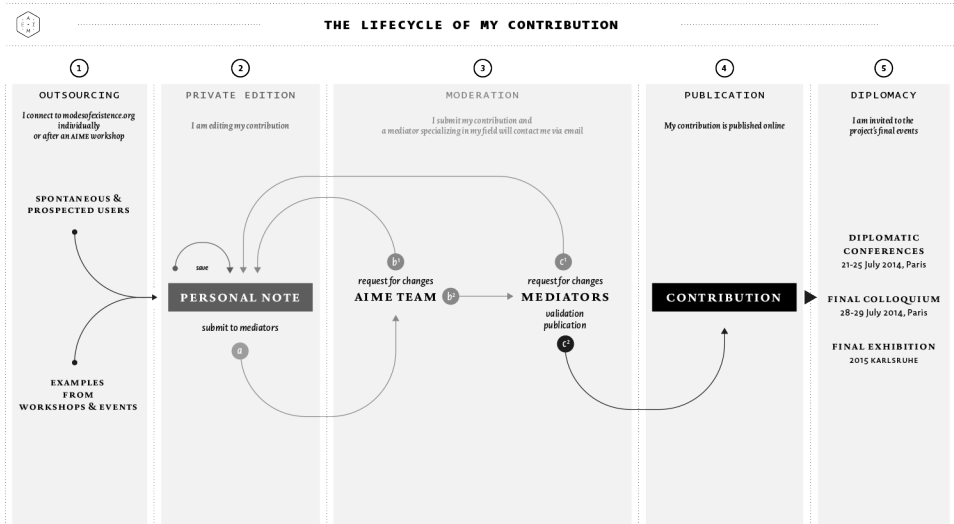 A
E · I
M
THE LIFECYCLE OF MY CONTRIBUTION
1
2
3
4
5
OUTSOURCING
I connect to modesofexistence.org
individually
or after an AIME workshop
PRIVATE EDITION
I am editing my contribution
MODERATION
I submit my contribution and
a mediator specializing in my field will contact me via email
PUBLICATION
My contribution is published online
DIPLOMACY
I am invited to the
project's final events
SPONTANEOUS &
PROSPECTED USERS
EXAMPLES
FROM
WORKSHOPS & EVENTS
save
PERSONAL NOTE
submit to mediators
a
b¹
request for changes
AIME TEAM
b²
c¹
request for changes
MEDIATORS
validation
publication
c²
CONTRIBUTION
DIPLOMATIC
CONFERENCES
21-25 July 2014, Paris
FINAL COLLOQUIUM
28-29 July 2014, Paris
FINAL EXHIBITION
2015 KARLSRUHE